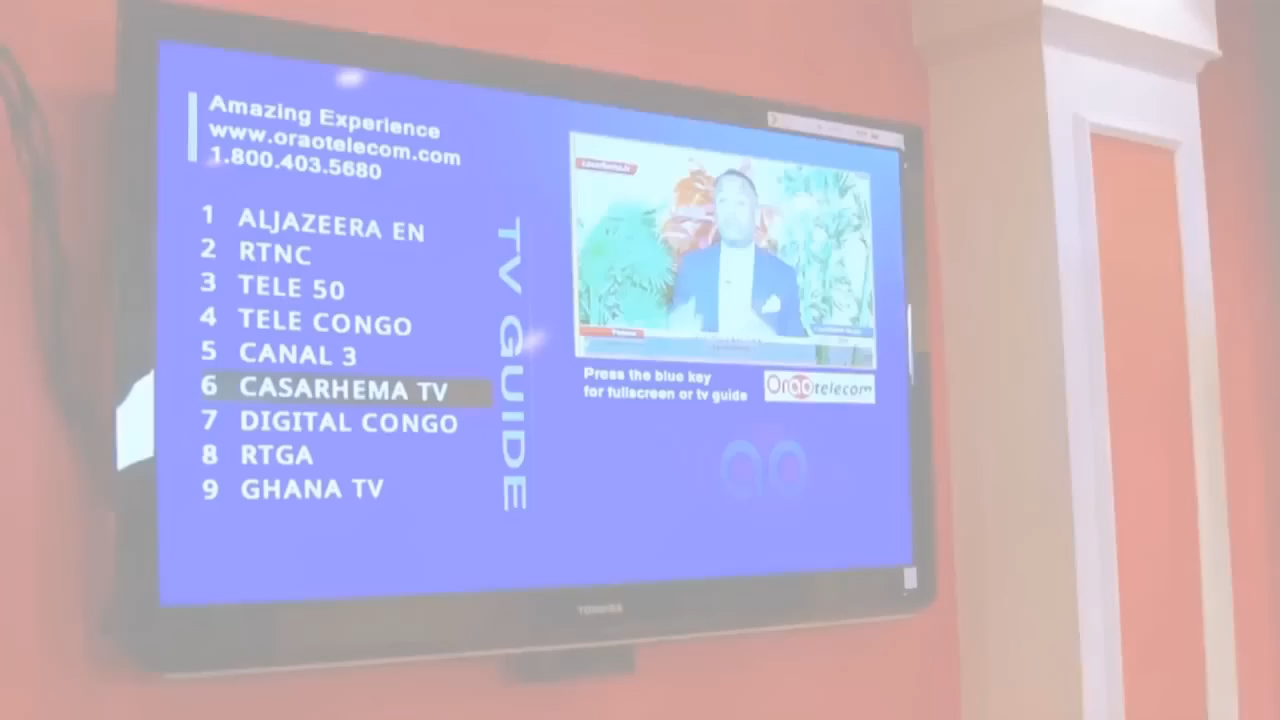 Amazing Experience
www.oraotelecom.com
1.800.403.5680
1 ALJAZEERA EN
2 RTNC
3 TELE 50
4 TELE CONGO
5 CANAL 3
6 CASARHEMA TV
7 DIGITAL CONGO
8 RTGA
9 GHANA TV
TV GUIDE
casarhema.tv
Press the blue key
for fullscreen or tv guide
Oraotelecom
TOSHIBA